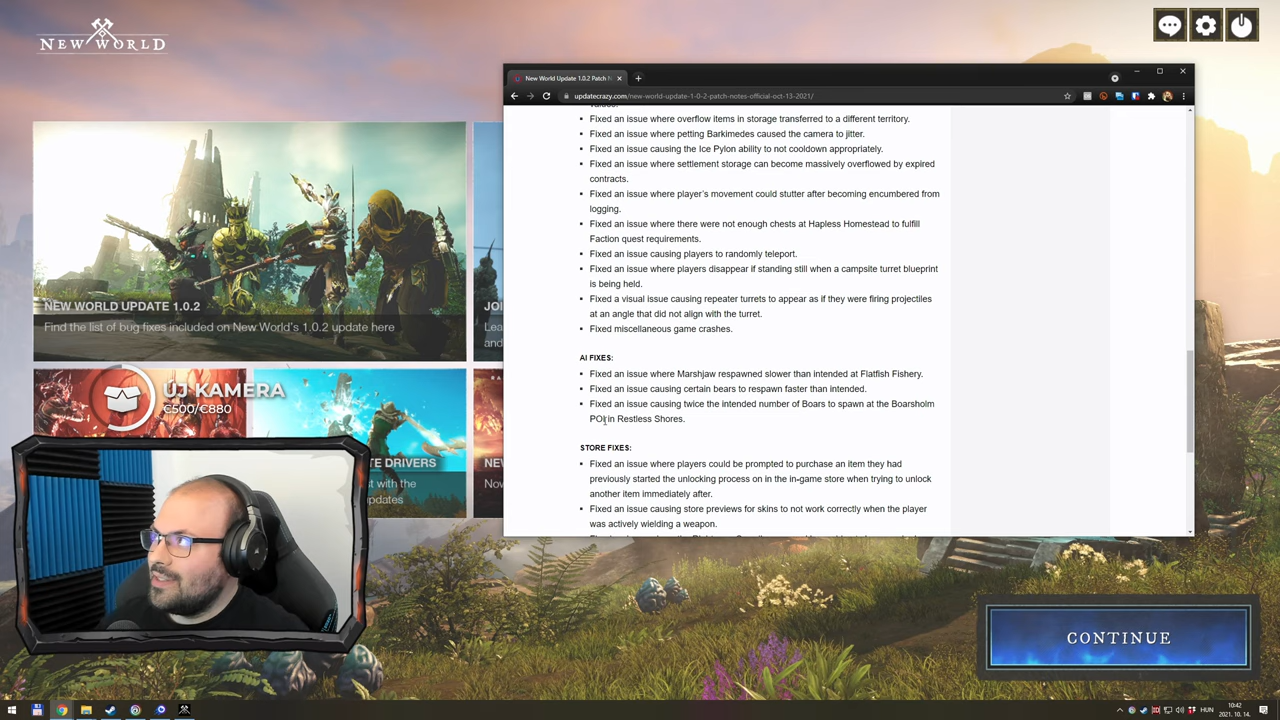 NEW WORLD
New World Update 1.0.2 Patch N
updatecrazy.com/new-world-update-1-0-2-patch-notes-official-oct-13-2021/
values.
Fixed an issue where overflow items in storage transferred to a different territory.
Fixed an issue where petting Barkimedes caused the camera to jitter.
Fixed an issue causing the Ice Pylon ability to not cooldown appropriately.
Fixed an issue where settlement storage can become massively overflowed by expired
contracts.
Fixed an issue where player's movement could stutter after becoming encumbered from
logging.
Fixed an issue where there were not enough chests at Hapless Homestead to fulfill
Faction quest requirements.
Fixed an issue causing players to randomly teleport.
Fixed an issue where players disappear if standing still when a campsite turret blueprint
is being held.
Fixed a visual issue causing repeater turrets to appear as if they were firing projectiles
at an angle that did not align with the turret.
Fixed miscellaneous game crashes.
AI FIXES:
Fixed an issue where Marshjaw respawned slower than intended at Flatfish Fishery.
Fixed an issue causing certain bears to respawn faster than intended.
Fixed an issue causing twice the intended number of Boars to spawn at the Boarsholm
POI in Restless Shores.
STORE FIXES:
Fixed an issue where players could be prompted to purchase an item they had
previously started the unlocking process on in the in-game store when trying to unlock
another item immediately after.
Fixed an issue causing store previews for skins to not work correctly when the player
was actively wielding a weapon.
NEW WORLD UPDATE 1.0.2
Find the list of bug fixes included on New World's 1.0.2 update here
JOI
Lea
and
ÚJ KAMERA
€500/€880
TE DRIVERS
st with the
updates
NEW
Now
CONTINUE
HUN
10:42
2021. 10. 14.